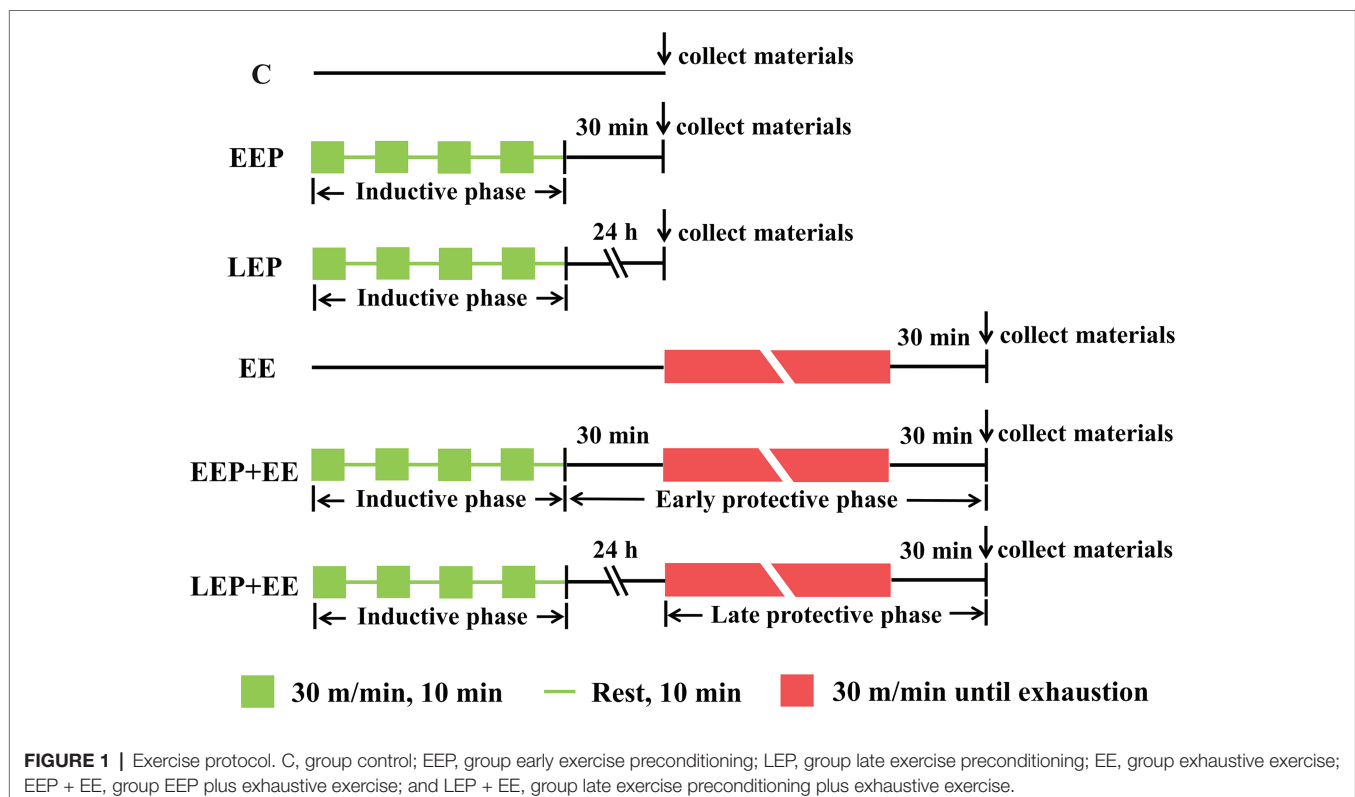 collect materials
C
30 min
collect materials
EEP
Inductive phase
24 h
collect materials
LEP
Inductive phase
30 min
collect materials
EE
30 min
30 min
collect materials
EEP+EE
Inductive phase
Early protective phase
24 h
30 min
collect materials
LEP+EE
Inductive phase
Late protective phase
30 m/min, 10 min
Rest, 10 min
30 m/min until exhaustion
FIGURE 1 | Exercise protocol. C, group control; EEP, group early exercise preconditioning; LEP, group late exercise preconditioning; EE, group exhaustive exercise;
EEP + EE, group EEP plus exhaustive exercise; and LEP + EE, group late exercise preconditioning plus exhaustive exercise.